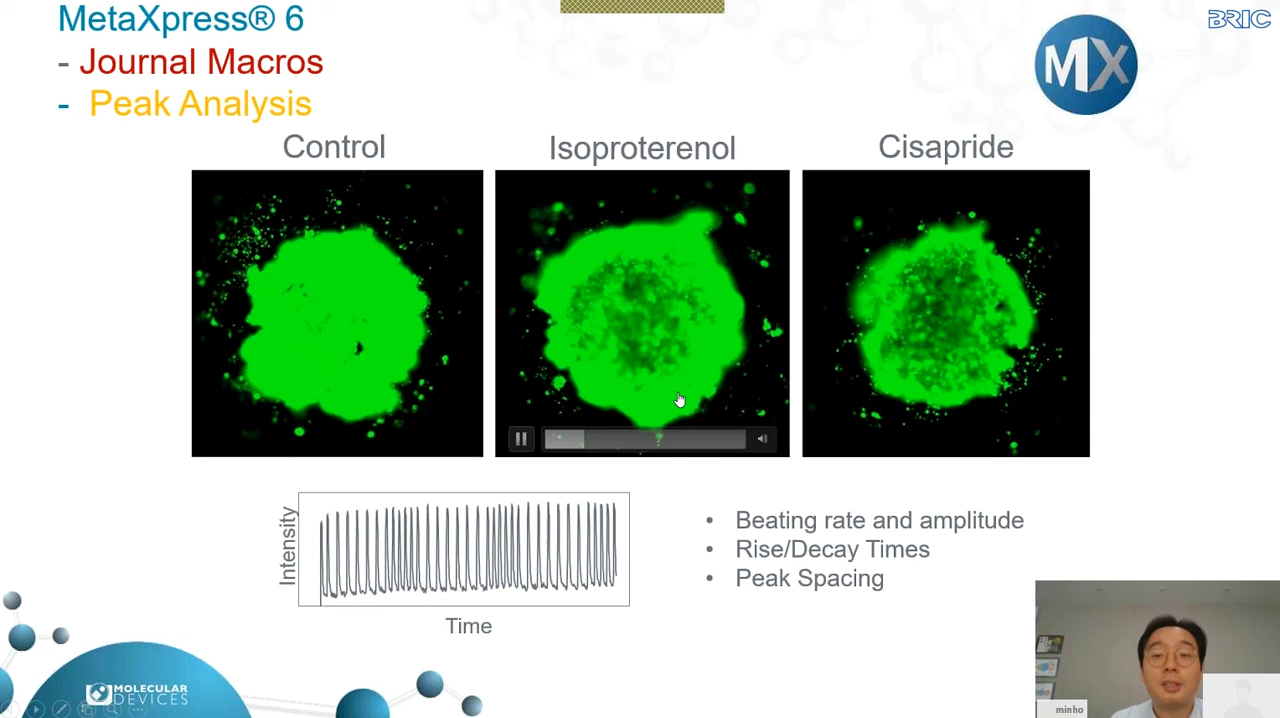 MetaXpress® 6
- Journal Macros
- Peak Analysis
BRIC
MX
Control
Isoproterenol
Cisapride
Intensity
Time
• Beating rate and amplitude
• Rise/Decay Times
• Peak Spacing
MOLECULAR
DEVICES
minho